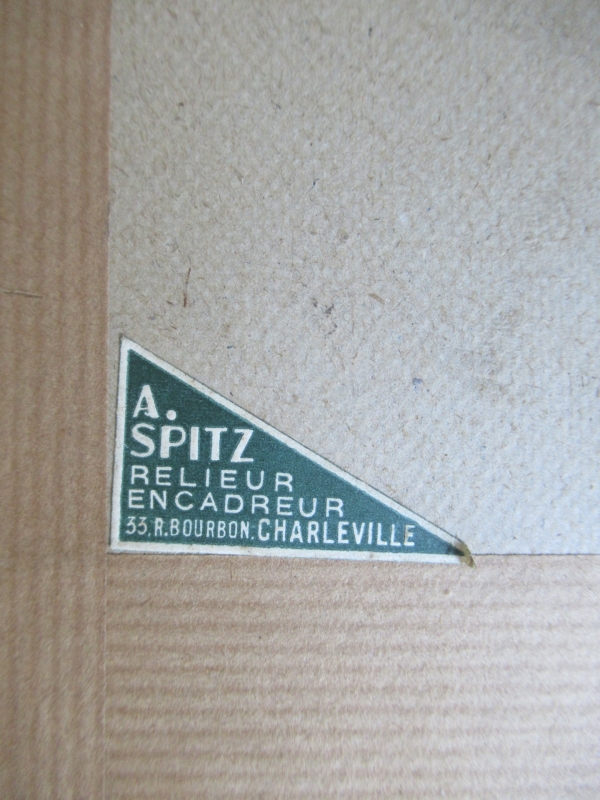 A.
SPITZ
RELIEUR
ENCADREUR
33, R. BOURBON. CHARLEVILLE